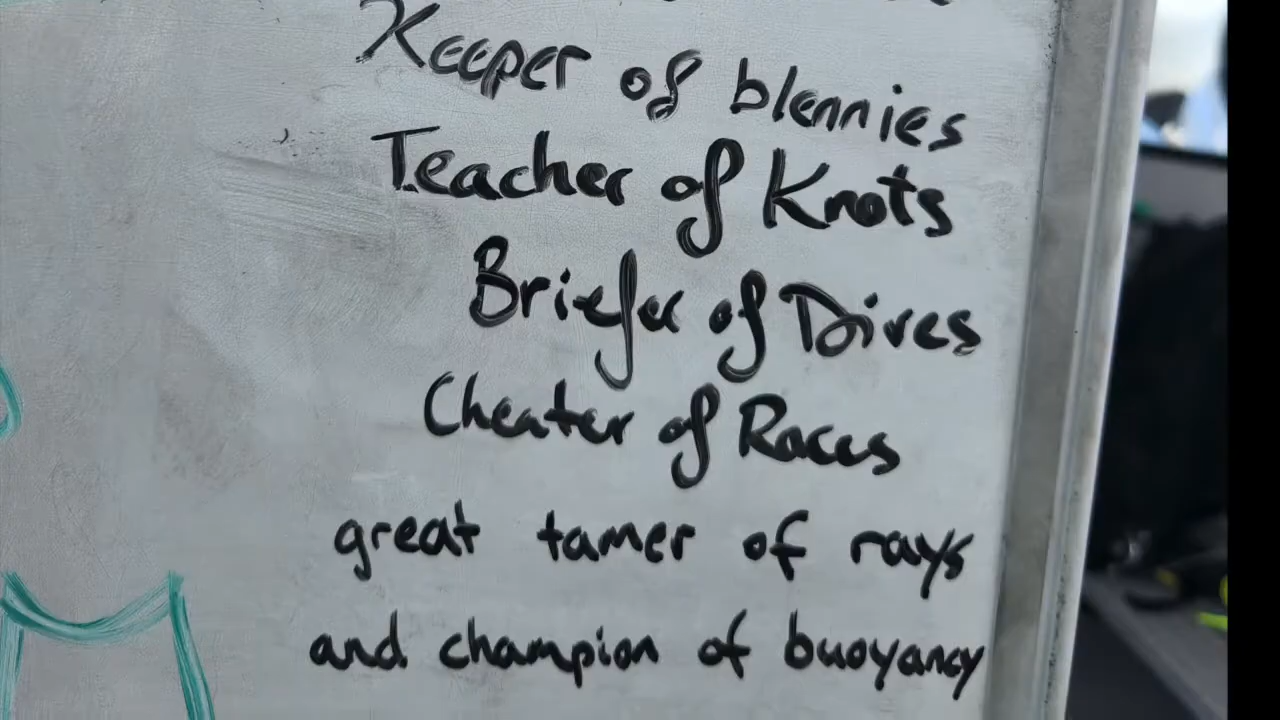 Keeper of blennies
Teacher of Knots
Briefer of Dives
Cheater of Races
great tamer of rays
and champion of buoyancy